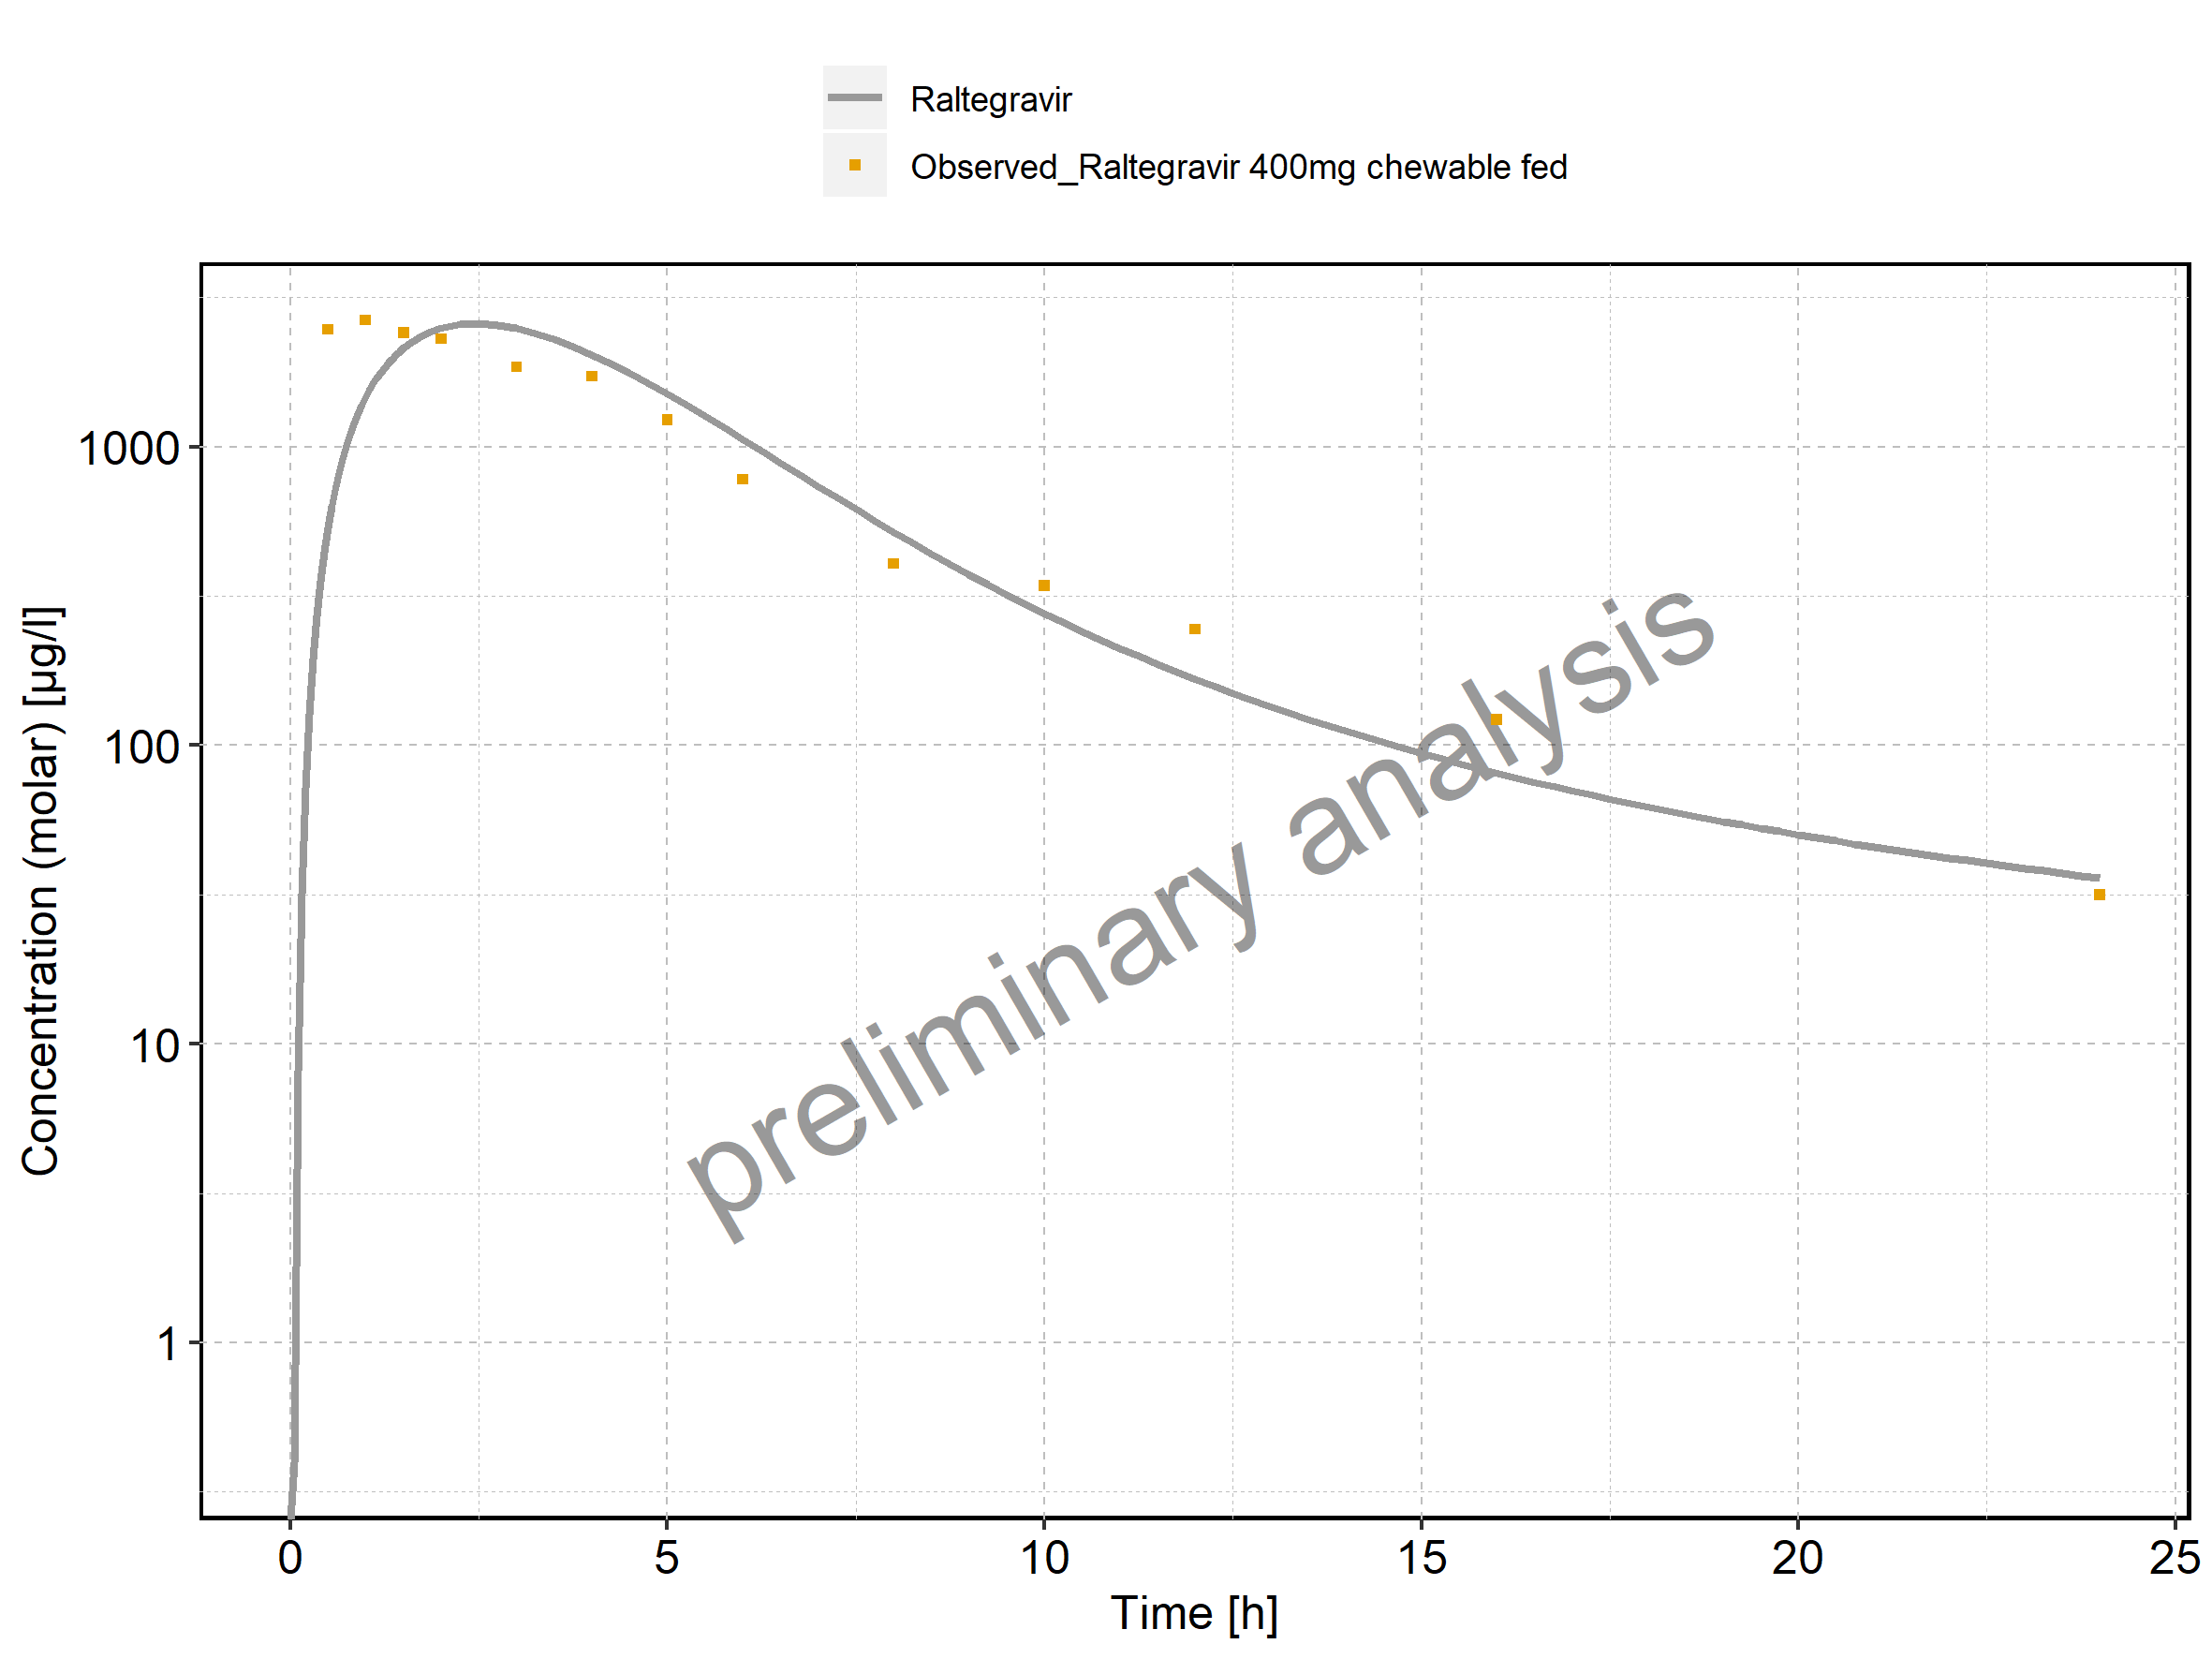 Raltegravir
Observed_Raltegravir 400mg chewable fed
Concentration (molar) [µg/l]
1000
100
10
1
preliminary analysis
0 5 10 15 20 25
Time [h]